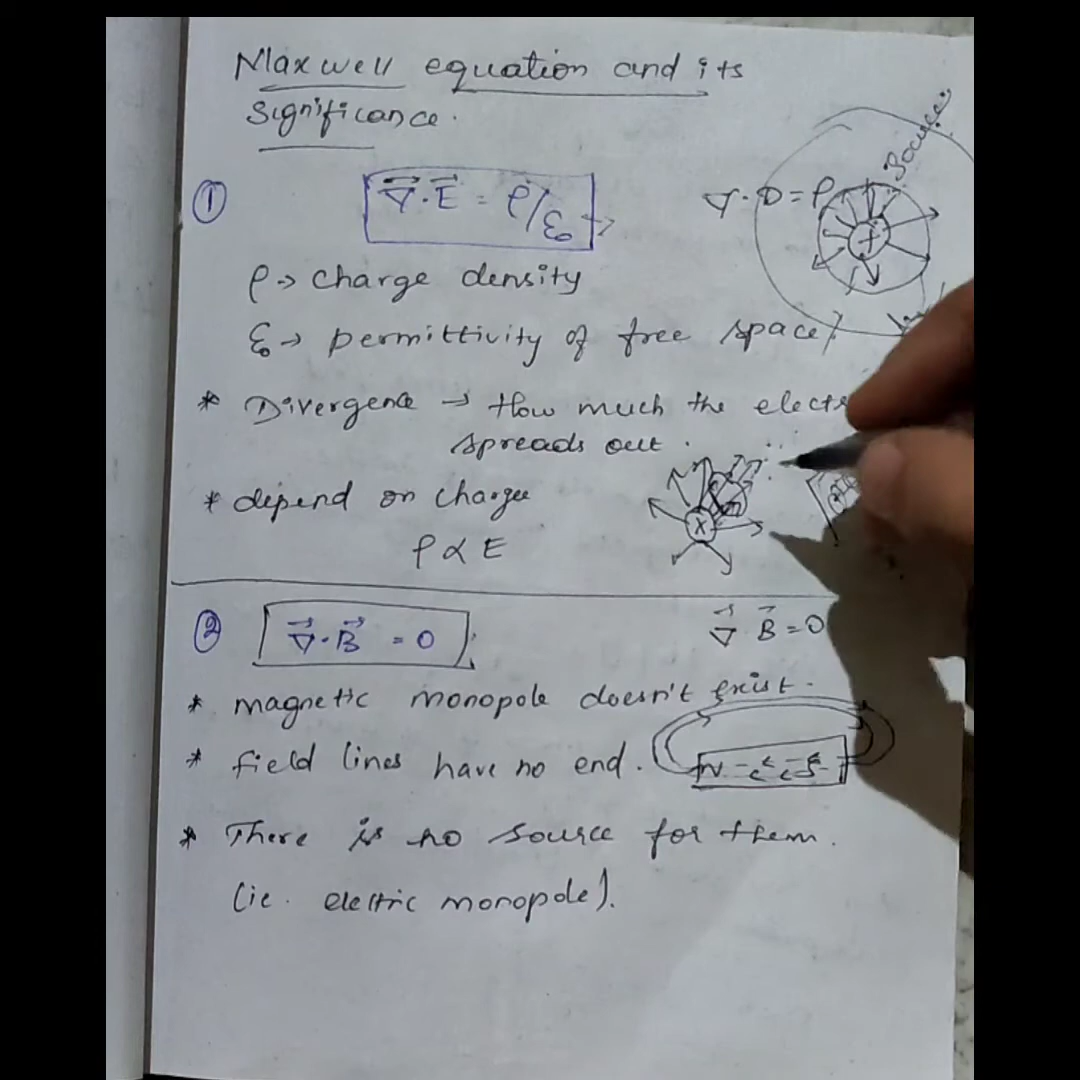 Maxwell equation and its
significance.
① ∇⃗·E⃗ = ρ/ε₀ →
∇·D = ρ
Source
+
ρ → charge density
ε₀ → permittivity of free space
* Divergence → How much the elect
spreads out.
* depend on charge
ρ ∝ E
② ∇⃗·B⃗ = 0
∇⃗ B⃗ = 0
* magnetic monopole doesn't exist.
* field lines have no end.
N S
* There is no source for them.
(ie. electric monopole).